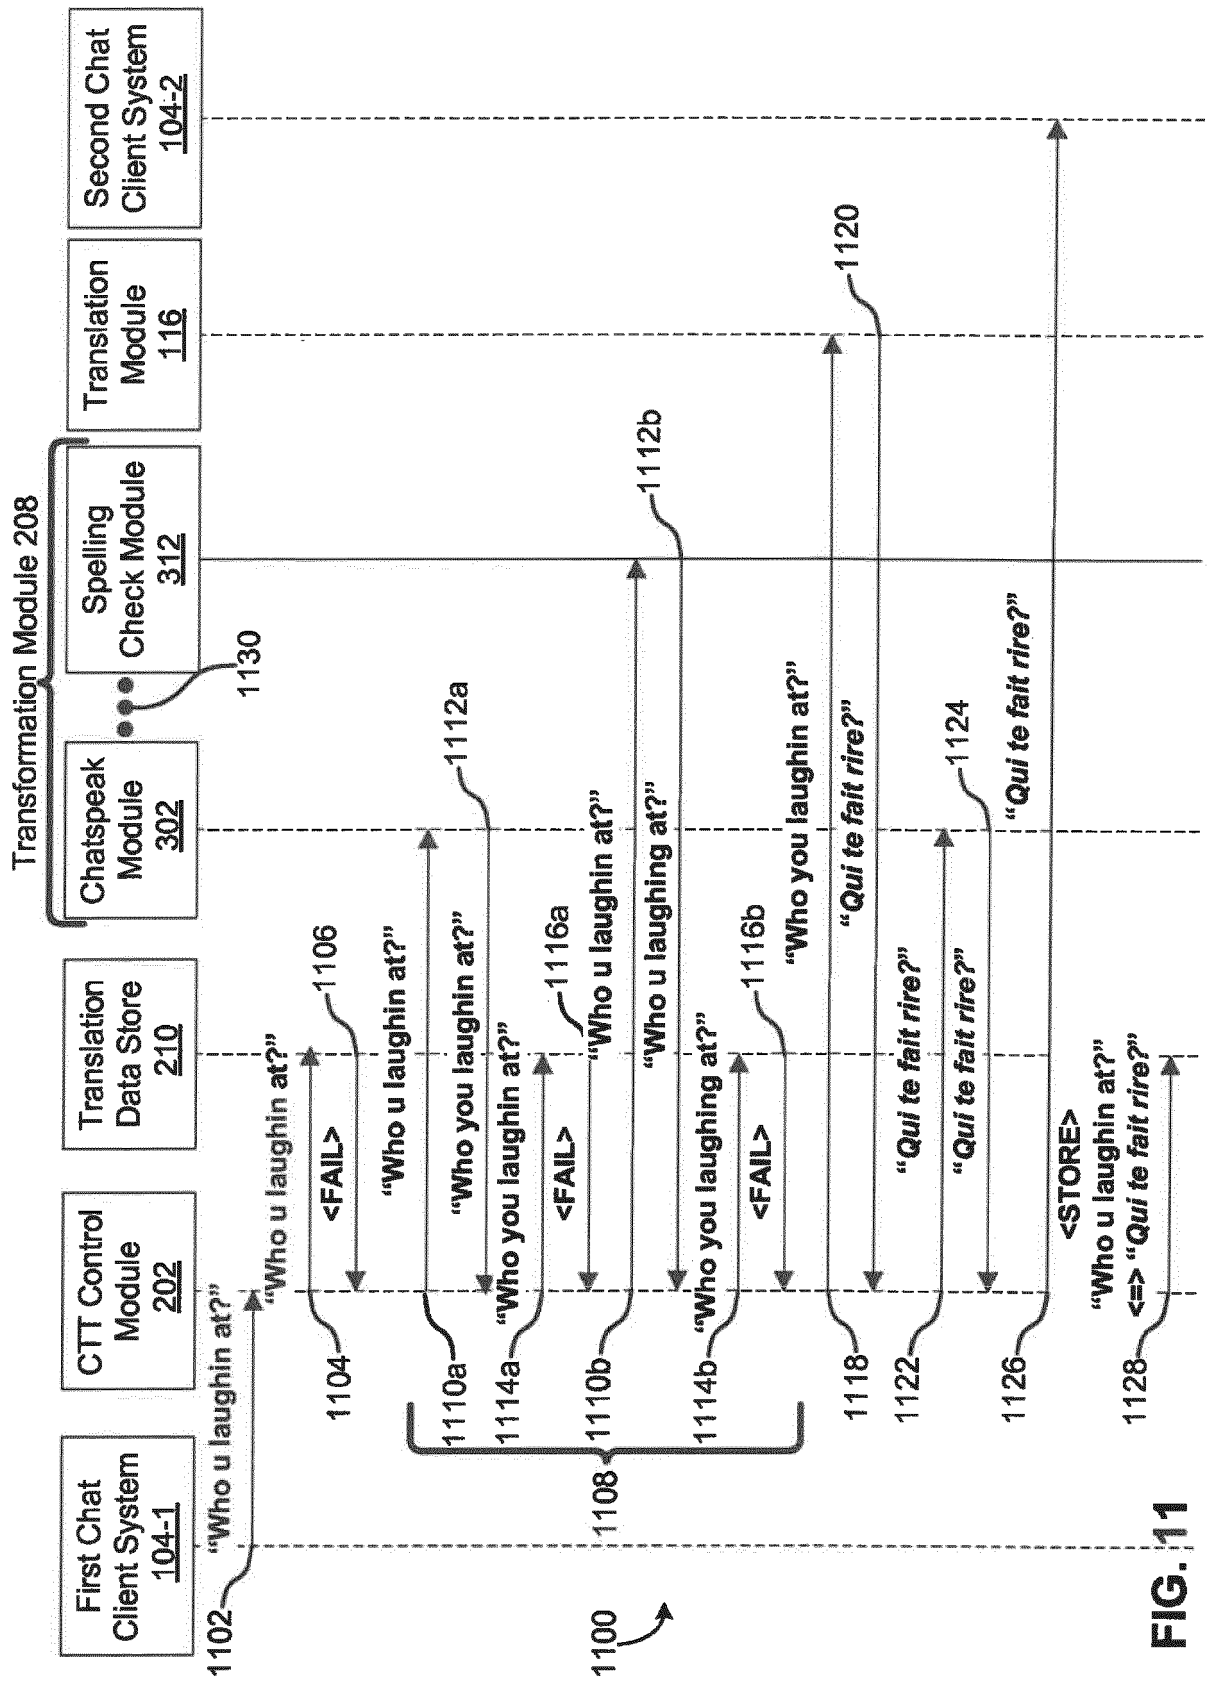 Transformation Module 208
First Chat
Client System
104-1
CTT Control
Module
202
Translation
Data Store
210
Chatspeak
Module
302
Spelling
Check Module
312
Translation
Module
116
Second Chat
Client System
104-2
1130
1102
“Who u laughin at?”
“Who u laughin at?”
1104
<FAIL>
1106
“Who u laughin at?”
1110a
“Who you laughin at?”
1112a
“Who you laughin at?”
1114a
<FAIL>
1116a
“Who u laughin at?”
1110b
“Who u laughing at?”
1112b
“Who you laughing at?”
1114b
<FAIL>
1116b
1108
“Who you laughin at?”
1118
“Qui te fait rire?”
1120
“Qui te fait rire?”
1122
“Qui te fait rire?”
1124
“Qui te fait rire?”
1126
<STORE>
“Who u laughin at?”
<=> “Qui te fait rire?”
1128
1100
FIG. 11